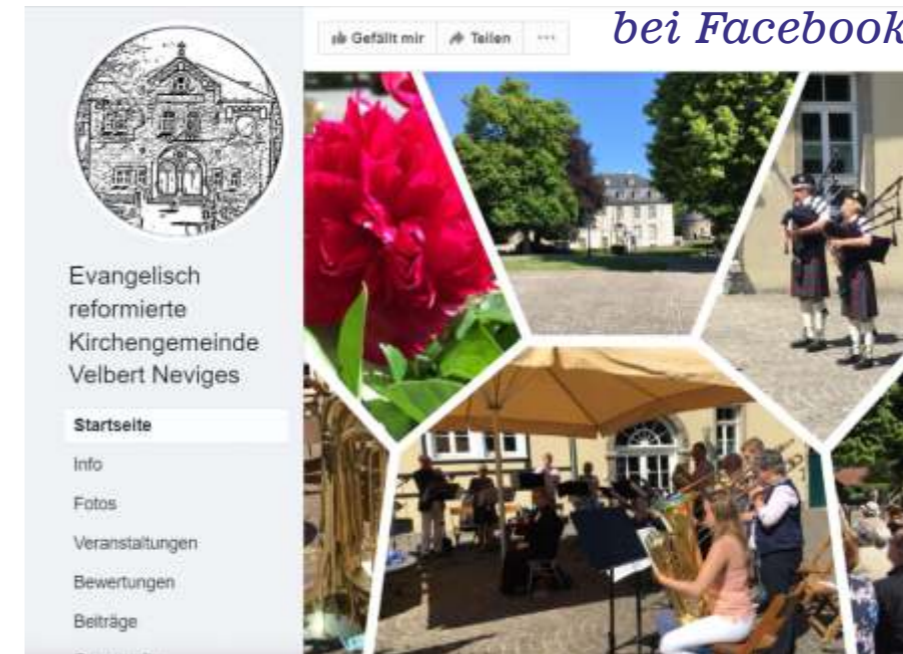 bei Facebook
Gefällt mir
Teilen
Evangelisch
reformierte
Kirchengemeinde
Velbert Neviges
Startseite
Info
Fotos
Veranstaltungen
Bewertungen
Beiträge